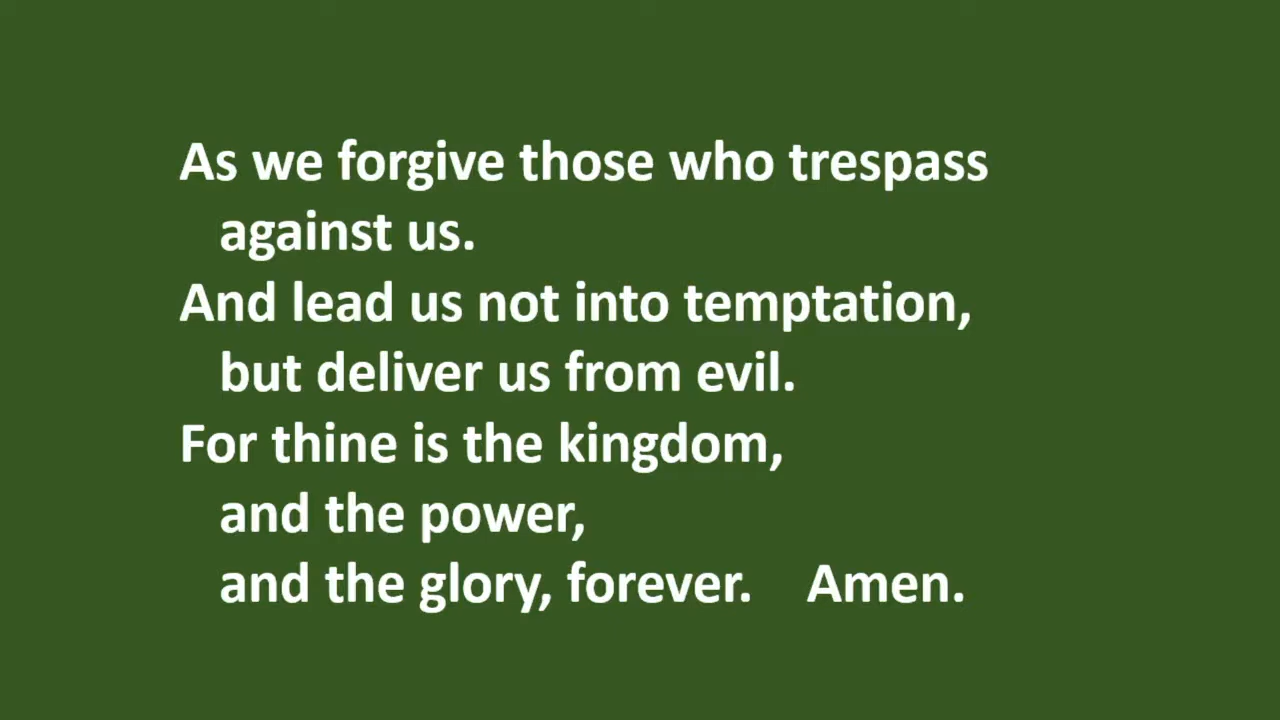 As we forgive those who trespass
against us.
And lead us not into temptation,
but deliver us from evil.
For thine is the kingdom,
and the power,
and the glory, forever. Amen.